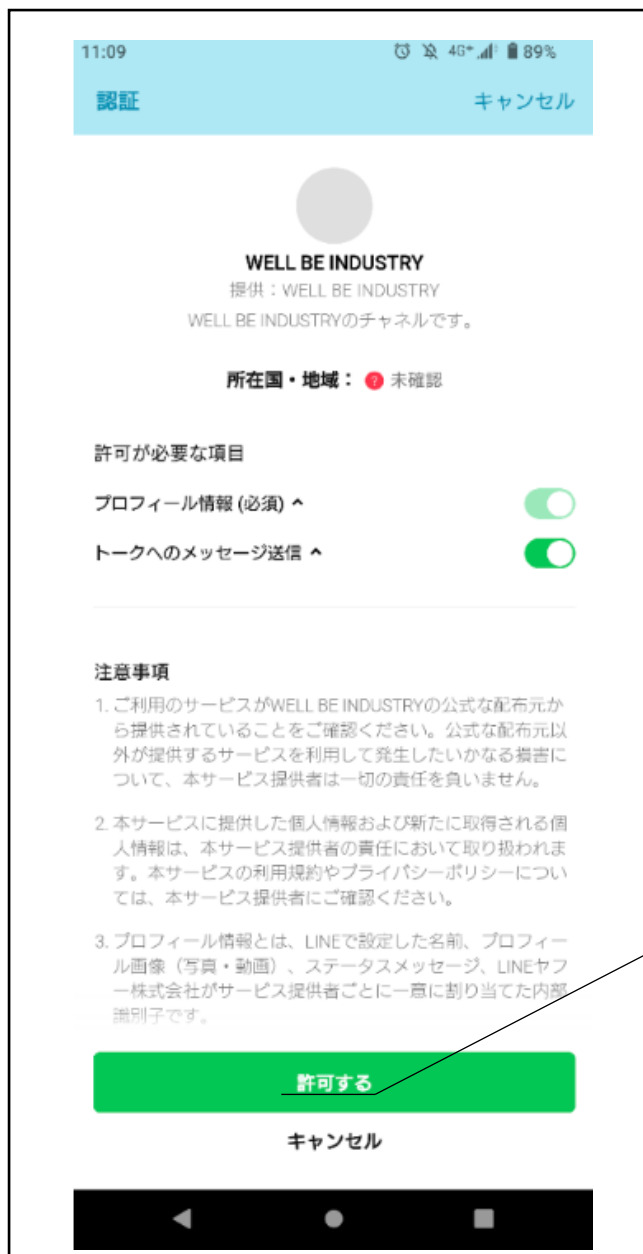 11:09 4G+ 89%
認証 キャンセル
WELL BE INDUSTRY
提供：WELL BE INDUSTRY
WELL BE INDUSTRYのチャネルです。
所在国・地域： ? 未確認
許可が必要な項目
プロフィール情報 (必須)
トークへのメッセージ送信
注意事項
1. ご利用のサービスがWELL BE INDUSTRYの公式な配布元か
ら提供されていることをご確認ください。公式な配布元以
外が提供するサービスを利用して発生したいかなる損害に
ついて、本サービス提供者は一切の責任を負いません。
2. 本サービスに提供した個人情報および新たに取得される個
人情報は、本サービス提供者の責任において取り扱われま
す。本サービスの利用規約やプライバシーポリシーについ
ては、本サービス提供者にご確認ください。
3. プロフィール情報とは、LINEで設定した名前、プロフィー
ル画像（写真・動画）、ステータスメッセージ、LINEヤフ
ー株式会社がサービス提供者ごとに一意に割り当てた内部
識別子です。
許可する
キャンセル